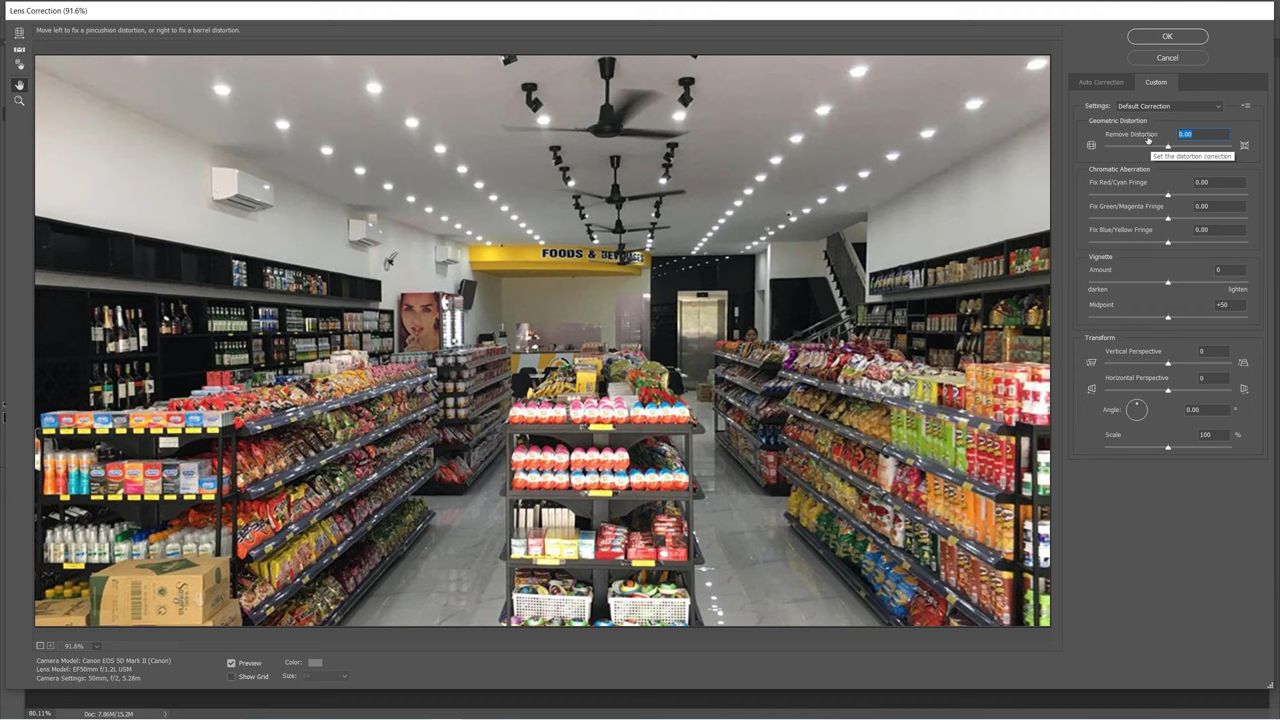 Lens Correction (91.6%)
Move left to fix a pincushion distortion, or right to fix a barrel distortion.
OK
Cancel
Auto Correction
Custom
Settings: Default Correction
Geometric Distortion
Remove Distortion 0.00
Set the distortion correction
Chromatic Aberration
Fix Red/Cyan Fringe 0.00
Fix Green/Magenta Fringe 0.00
Fix Blue/Yellow Fringe 0.00
Vignette
Amount 0
darken lighten
Midpoint +50
Transform
Vertical Perspective 0
Horizontal Perspective 0
Angle: 0.00 °
Scale 100 %
FOODS &
91.6%
Camera Model: Canon EOS 5D Mark II (Canon)
Lens Model: EF50mm f/1.2L USM
Camera Settings: 50mm, f/2, 5.28m
Preview
Color:
Show Grid
Size:
80.11% Doc: 7.86M/15.2M